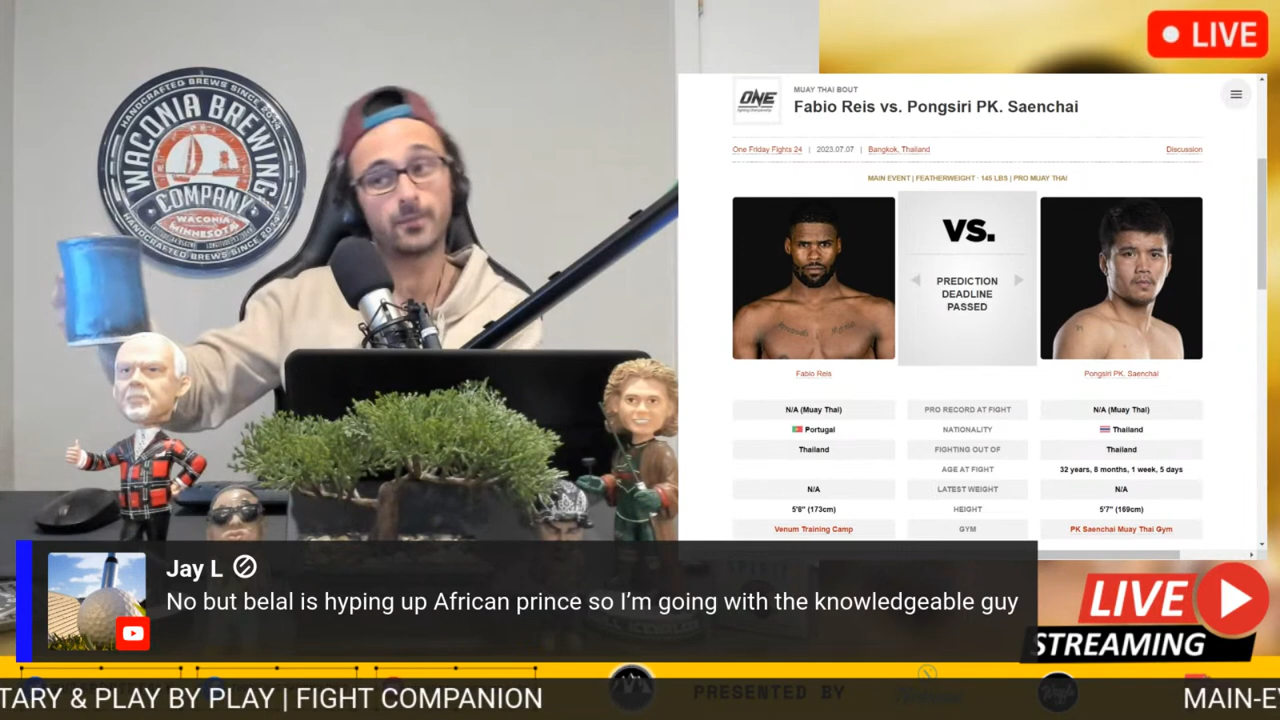 LIVE
HANDCRAFTED BREWS SINCE
WACONIA BREWING
COMPANY
WACONIA
MINNESOTA
ONE
MUAY THAI BOUT
Fabio Reis vs. Pongsiri PK. Saenchai
One Friday Fights 24 | 2023.07.07 | Bangkok, Thailand
Discussion
MAIN EVENT | FEATHERWEIGHT · 145 LBS | PRO MUAY THAI
VS.
PREDICTION
DEADLINE
PASSED
Fabio Reis
Pongsiri PK. Saenchai
N/A (Muay Thai) PRO RECORD AT FIGHT N/A (Muay Thai)
Portugal NATIONALITY Thailand
Thailand FIGHTING OUT OF Thailand
AGE AT FIGHT 32 years, 8 months, 1 week, 5 days
N/A LATEST WEIGHT N/A
5'8" (173cm) HEIGHT 5'7" (169cm)
Venum Training Camp GYM PK Saenchai Muay Thai Gym
Jay L
No but belal is hyping up African prince so I'm going with the knowledgeable guy
LIVE
STREAMING
PRESENTED BY
TARY & PLAY BY PLAY | FIGHT COMPANION
MAIN-EV